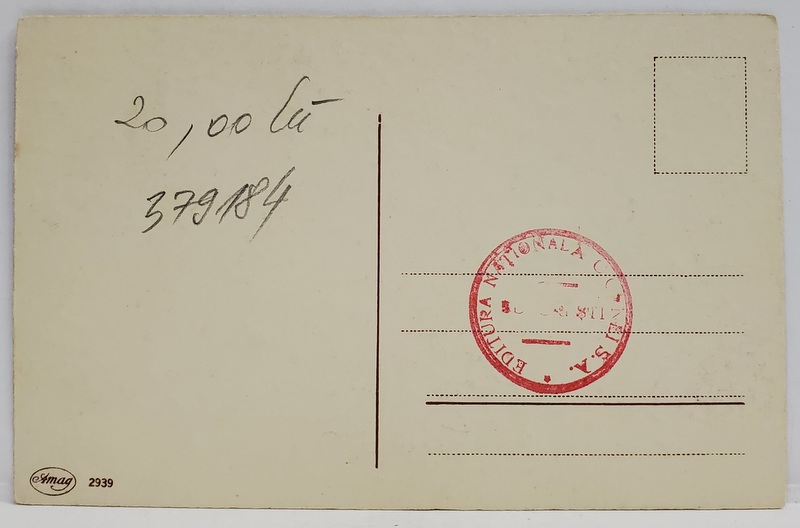 20,00 lei
379184
EDITURA NATIONALA S.A.
Amag 2939